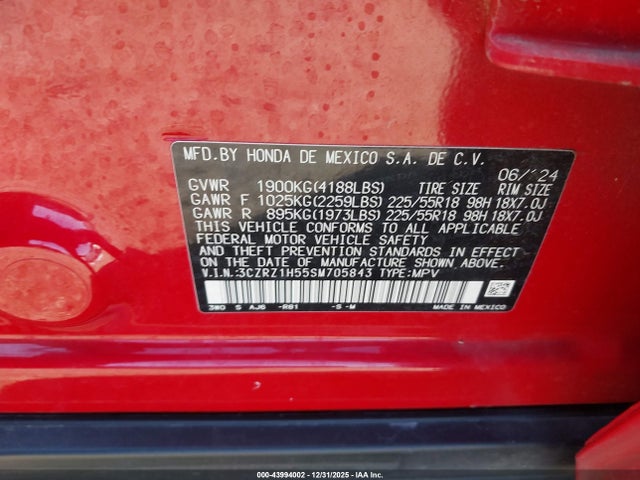 MFD.BY HONDA DE MEXICO S.A. DE C.V.
06/'24
GVWR 1900KG(4188LBS) TIRE SIZE RIM SIZE
GAWR F 1025KG(2259LBS) 225/55R18 98H 18X7.0J
GAWR R 895KG(1973LBS) 225/55R18 98H 18X7.0J
THIS VEHICLE CONFORMS TO ALL APPLICABLE
FEDERAL MOTOR VEHICLE SAFETY
AND THEFT PREVENTION STANDARDS IN EFFECT
ON THE DATE OF MANUFACTURE SHOWN ABOVE.
V.I.N.:3CZRZ1H55SM705843 TYPE:MPV
3W0 S AJ6 -R81 -S -M MADE IN MEXICO
000-43994002 - 12/31/2025 - IAA Inc.